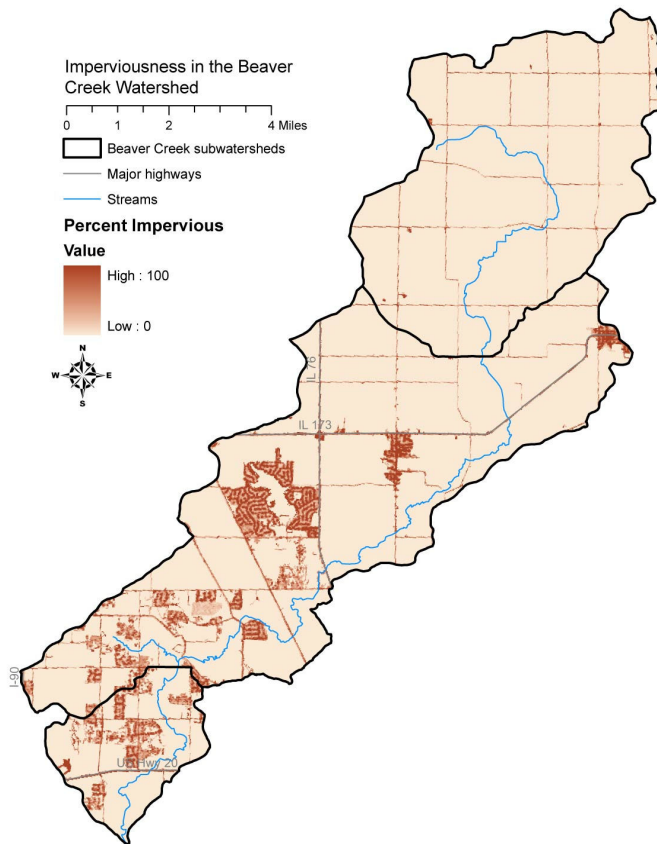 Imperviousness in the Beaver
Creek Watershed
0 1 2 4 Miles
Beaver Creek subwatersheds
Major highways
Streams
Percent Impervious
Value
High : 100
Low : 0
N
W E
S
IL 76
IL 173
I-90
US Hwy 20